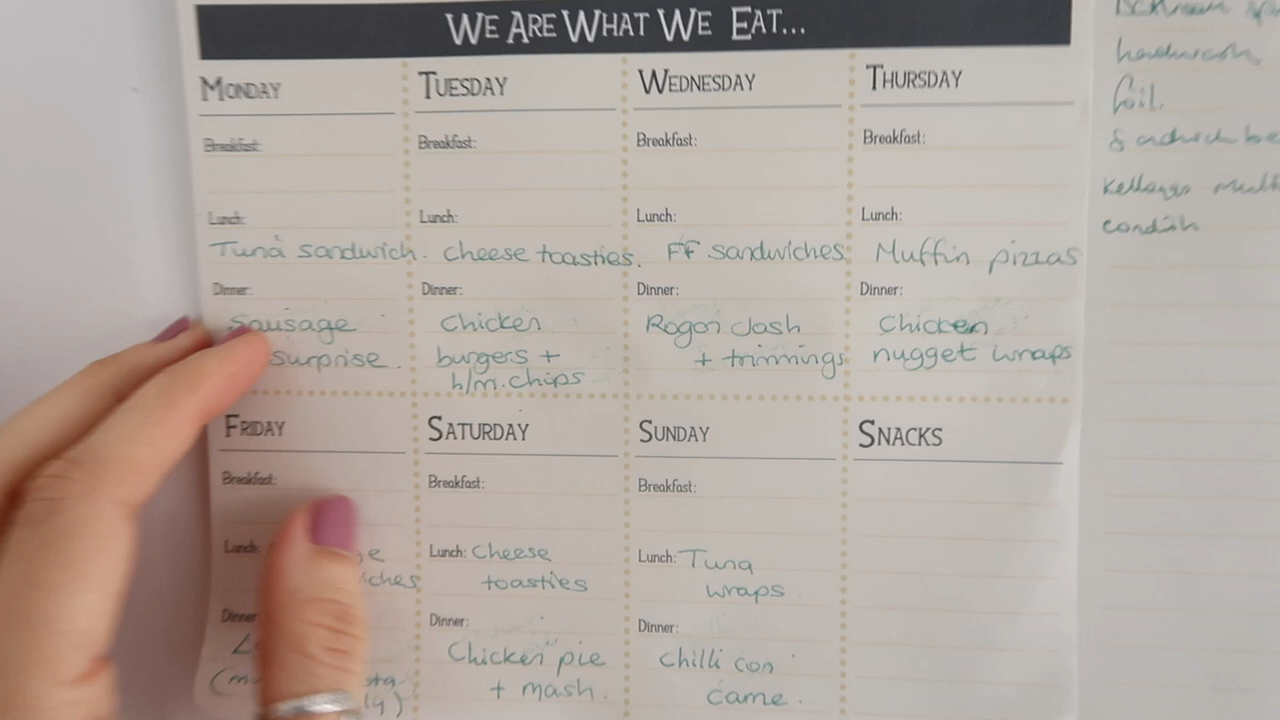 WE ARE WHAT WE EAT...
MONDAY
Breakfast:
Lunch:
Tuna sandwich.
Dinner:
Sausage
surprise.
TUESDAY
Breakfast:
Lunch:
Cheese toasties.
Dinner:
Chicken
burgers +
h/m chips
WEDNESDAY
Breakfast:
Lunch:
FF sandwiches.
Dinner:
Rogan Josh
+ trimmings
THURSDAY
Breakfast:
Lunch:
Muffin pizzas
Dinner:
Chicken
nugget wraps
FRIDAY
Breakfast:
Lunch:
Dinner
SATURDAY
Breakfast:
Lunch: Cheese
toasties
Dinner:
Chicken pie
+ mash.
SUNDAY
Breakfast:
Lunch: Tuna
wraps
Dinner:
Chilli con
carne.
SNACKS
handwash
foil.
Kelloggs